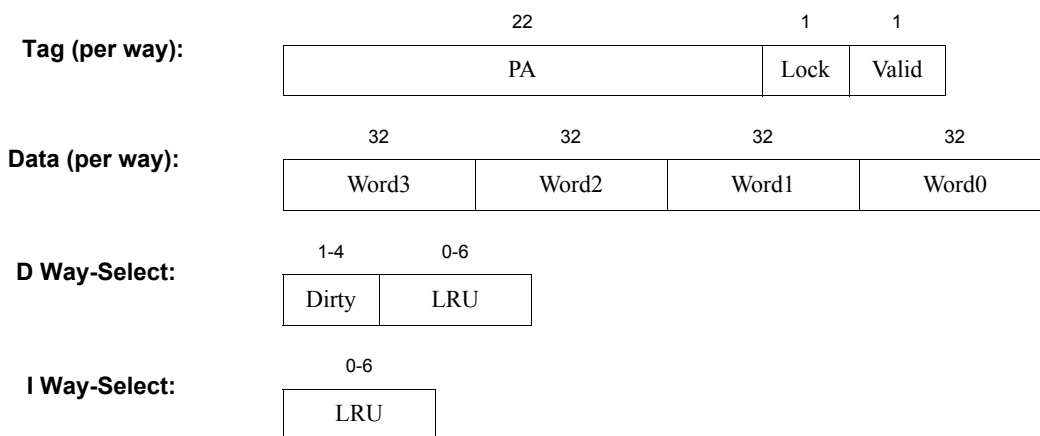 22 1 1
Tag (per way):
PA Lock Valid
32 32 32 32
Data (per way):
Word3 Word2 Word1 Word0
1-4 0-6
D Way-Select:
Dirty LRU
0-6
I Way-Select:
LRU